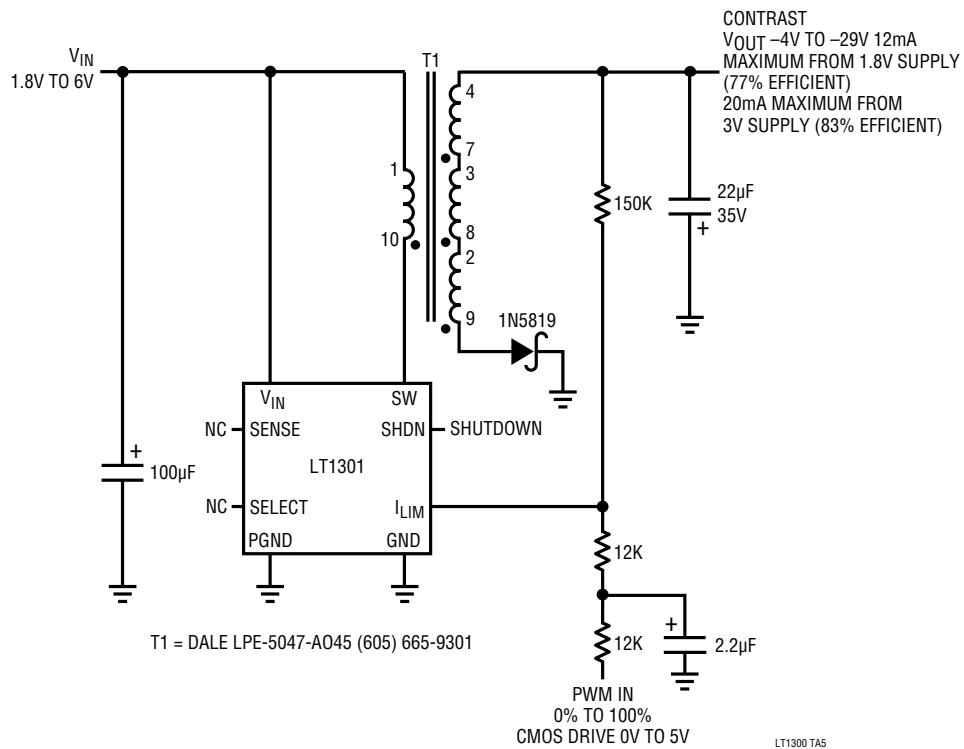 CONTRAST
VOUT –4V TO –29V 12mA
MAXIMUM FROM 1.8V SUPPLY
(77% EFFICIENT)
20mA MAXIMUM FROM
3V SUPPLY (83% EFFICIENT)
VIN
1.8V TO 6V
T1
4
7
3
8
2
9
1
10
150K
22µF
35V
+
1N5819
VIN
SW
NC
SENSE
SHDN
SHUTDOWN
LT1301
+
100µF
NC
SELECT
ILIM
PGND
GND
12K
+
12K
2.2µF
T1 = DALE LPE-5047-AO45 (605) 665-9301
PWM IN
0% TO 100%
CMOS DRIVE 0V TO 5V
LT1300 TA5